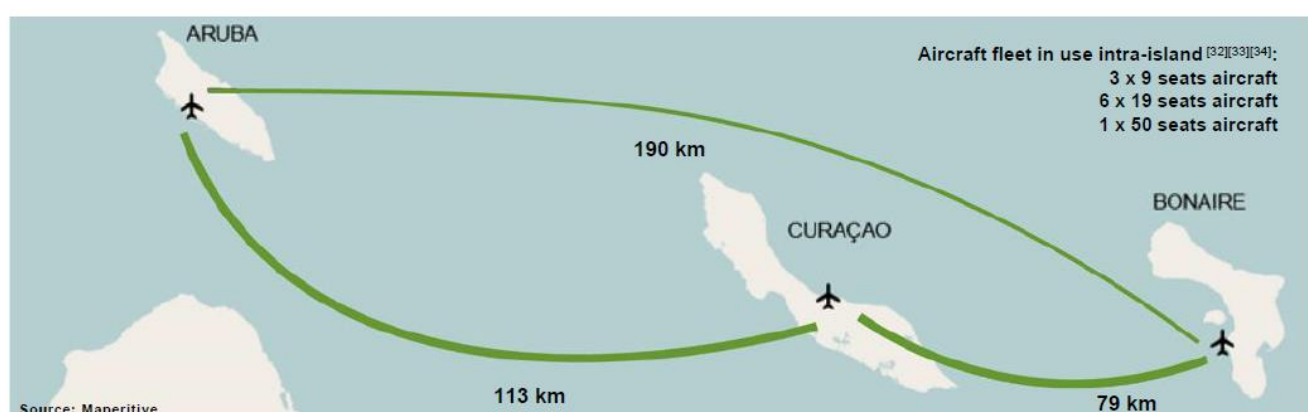 ARUBA
Aircraft fleet in use intra-island [32][33][34]:
3 x 9 seats aircraft
6 x 19 seats aircraft
1 x 50 seats aircraft
190 km
BONAIRE
CURAÇAO
113 km
79 km
Source: Maperitive